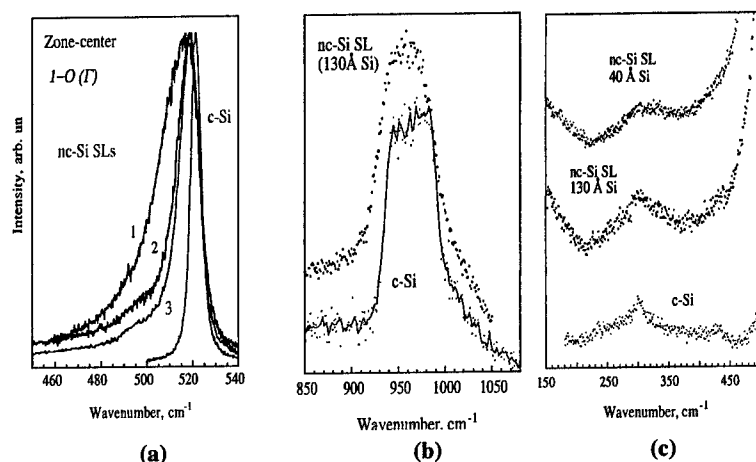 Zone-center
1–O (Γ)
nc-Si SLs
c-Si
1
2
3
Intensity, arb. un
460 480 500 520 540
Wavenumber, cm⁻¹
(a)
nc-Si SL
(130Å Si)
c-Si
850 900 950 1000 1050
Wavenumber, cm⁻¹
(b)
nc-Si SL
40 Å Si
nc-Si SL
130 Å Si
c-Si
150 250 350 450
Wavenumber, cm⁻¹
(c)